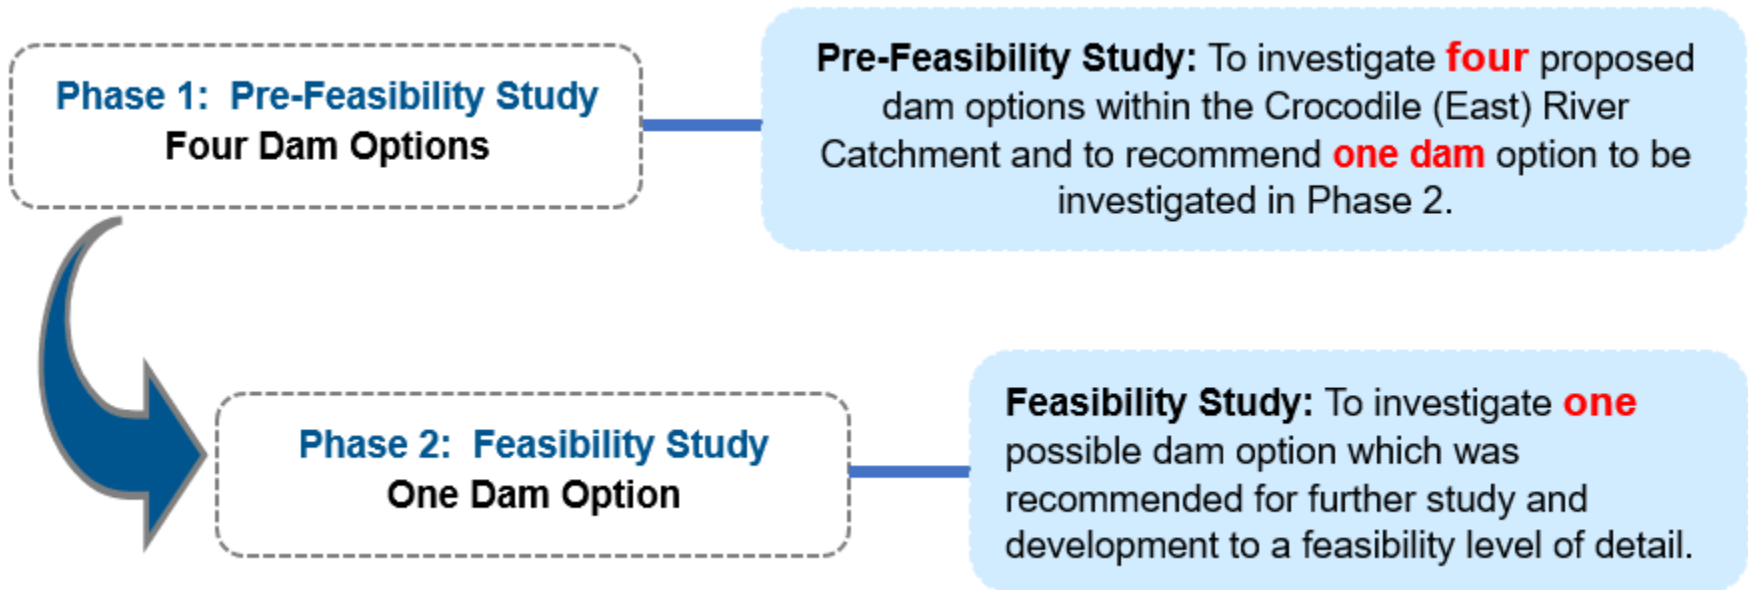 Phase 1:  Pre-Feasibility Study
Four Dam Options
Pre-Feasibility Study: To investigate four proposed
dam options within the Crocodile (East) River
Catchment and to recommend one dam option to be
investigated in Phase 2.
Phase 2:  Feasibility Study
One Dam Option
Feasibility Study: To investigate one
possible dam option which was
recommended for further study and
development to a feasibility level of detail.